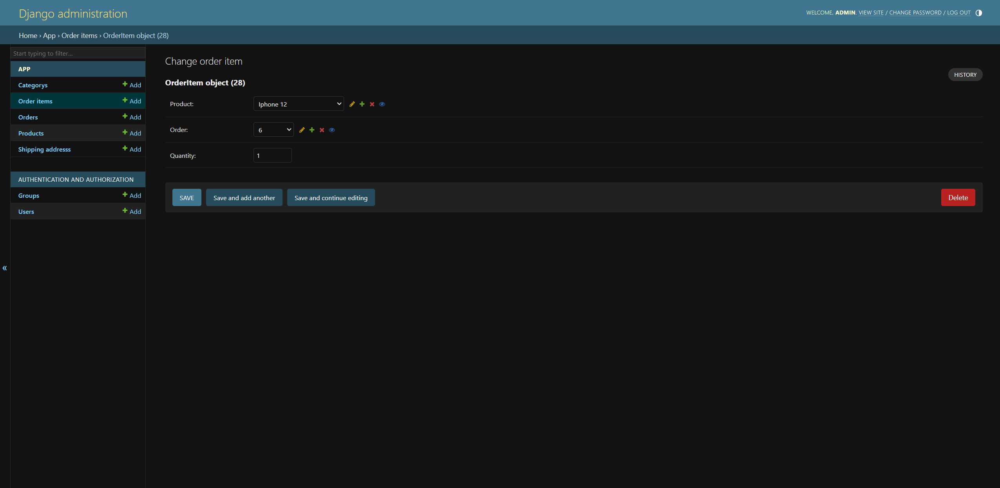 Django administration
WELCOME, ADMIN. VIEW SITE / CHANGE PASSWORD / LOG OUT
Home › App › Order items › OrderItem object (28)
Start typing to filter...
APP
Categorys Add
Order items Add
Orders Add
Products Add
Shipping addresss Add
AUTHENTICATION AND AUTHORIZATION
Groups Add
Users Add
«
Change order item
HISTORY
OrderItem object (28)
Product: Iphone 12
Order: 6
Quantity: 1
SAVE Save and add another Save and continue editing Delete